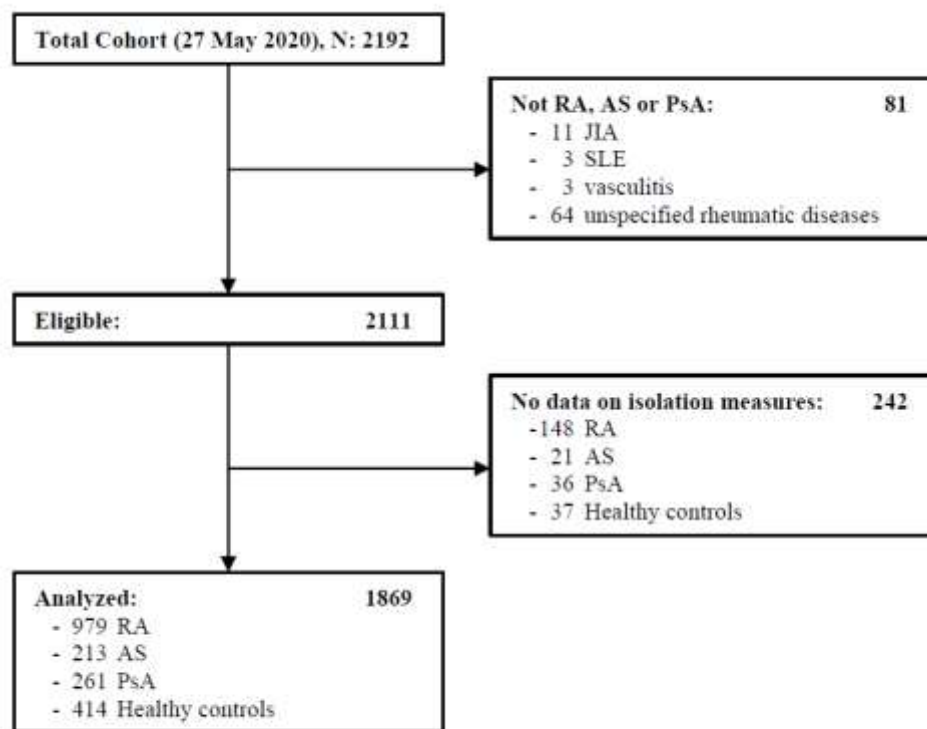 Total Cohort (27 May 2020), N: 2192
Not RA, AS or PsA: 81
- 11 JIA
- 3 SLE
- 3 vasculitis
- 64 unspecified rheumatic diseases
Eligible: 2111
No data on isolation measures: 242
-148 RA
- 21 AS
- 36 PsA
- 37 Healthy controls
Analyzed: 1869
- 979 RA
- 213 AS
- 261 PsA
- 414 Healthy controls